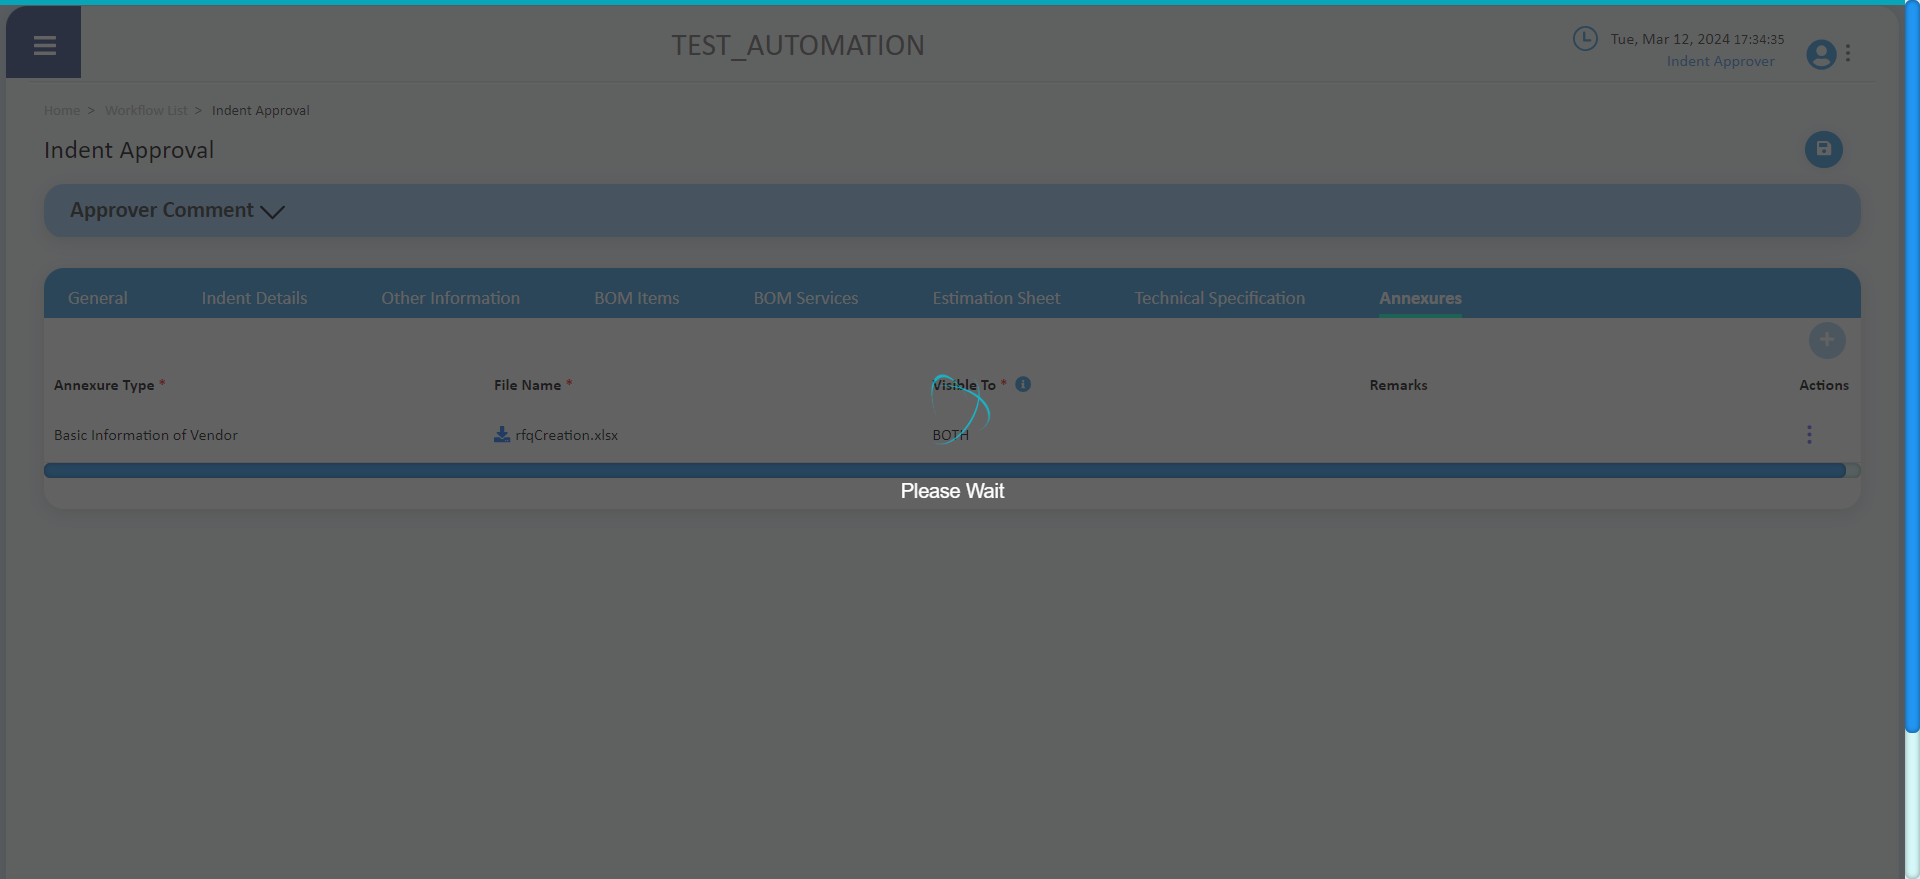 TEST_AUTOMATION
Tue, Mar 12, 2024 17:34:35
Indent Approver
Home > Workflow List > Indent Approval
Indent Approval
Approver Comment
General Indent Details Other Information BOM Items BOM Services Estimation Sheet Technical Specification Annexures
Annexure Type * File Name * Visible To * Remarks Actions
Basic Information of Vendor rfqCreation.xlsx BOTH
Please Wait